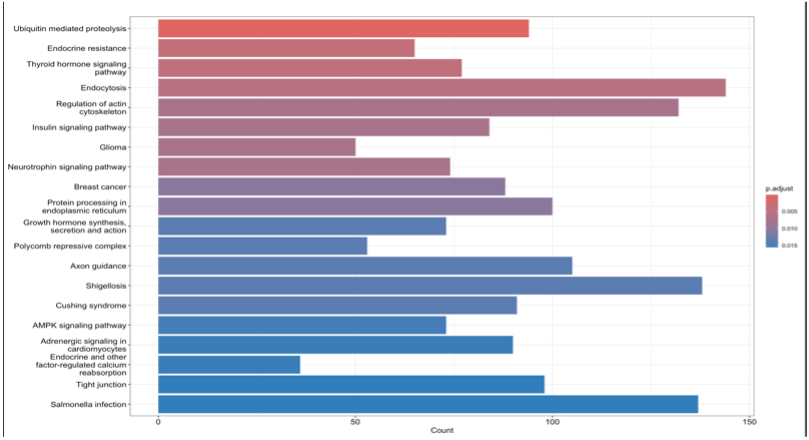 Ubiquitin mediated proteolysis
Endocrine resistance
Thyroid hormone signaling
pathway
Endocytosis
Regulation of actin
cytoskeleton
Insulin signaling pathway
Glioma
Neurotrophin signaling pathway
Breast cancer
Protein processing in
endoplasmic reticulum
Growth hormone synthesis,
secretion and action
Polycomb repressive complex
Axon guidance
Shigellosis
Cushing syndrome
AMPK signaling pathway
Adrenergic signaling in
cardiomyocytes
Endocrine and other
factor-regulated calcium
reabsorption
Tight junction
Salmonella infection
0 50 100 150
Count
p.adjust
0.005
0.010
0.015